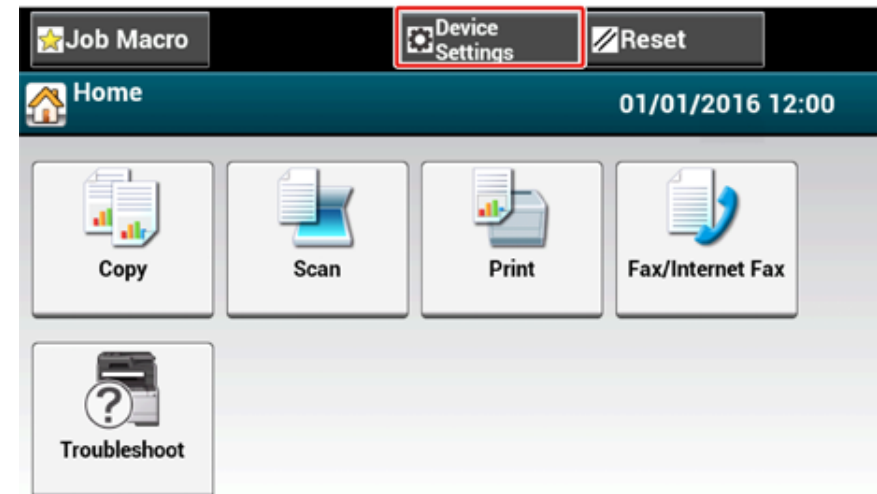 Job Macro
Device
Settings
Reset
Home
01/01/2016 12:00
Copy
Scan
Print
Fax/Internet Fax
Troubleshoot